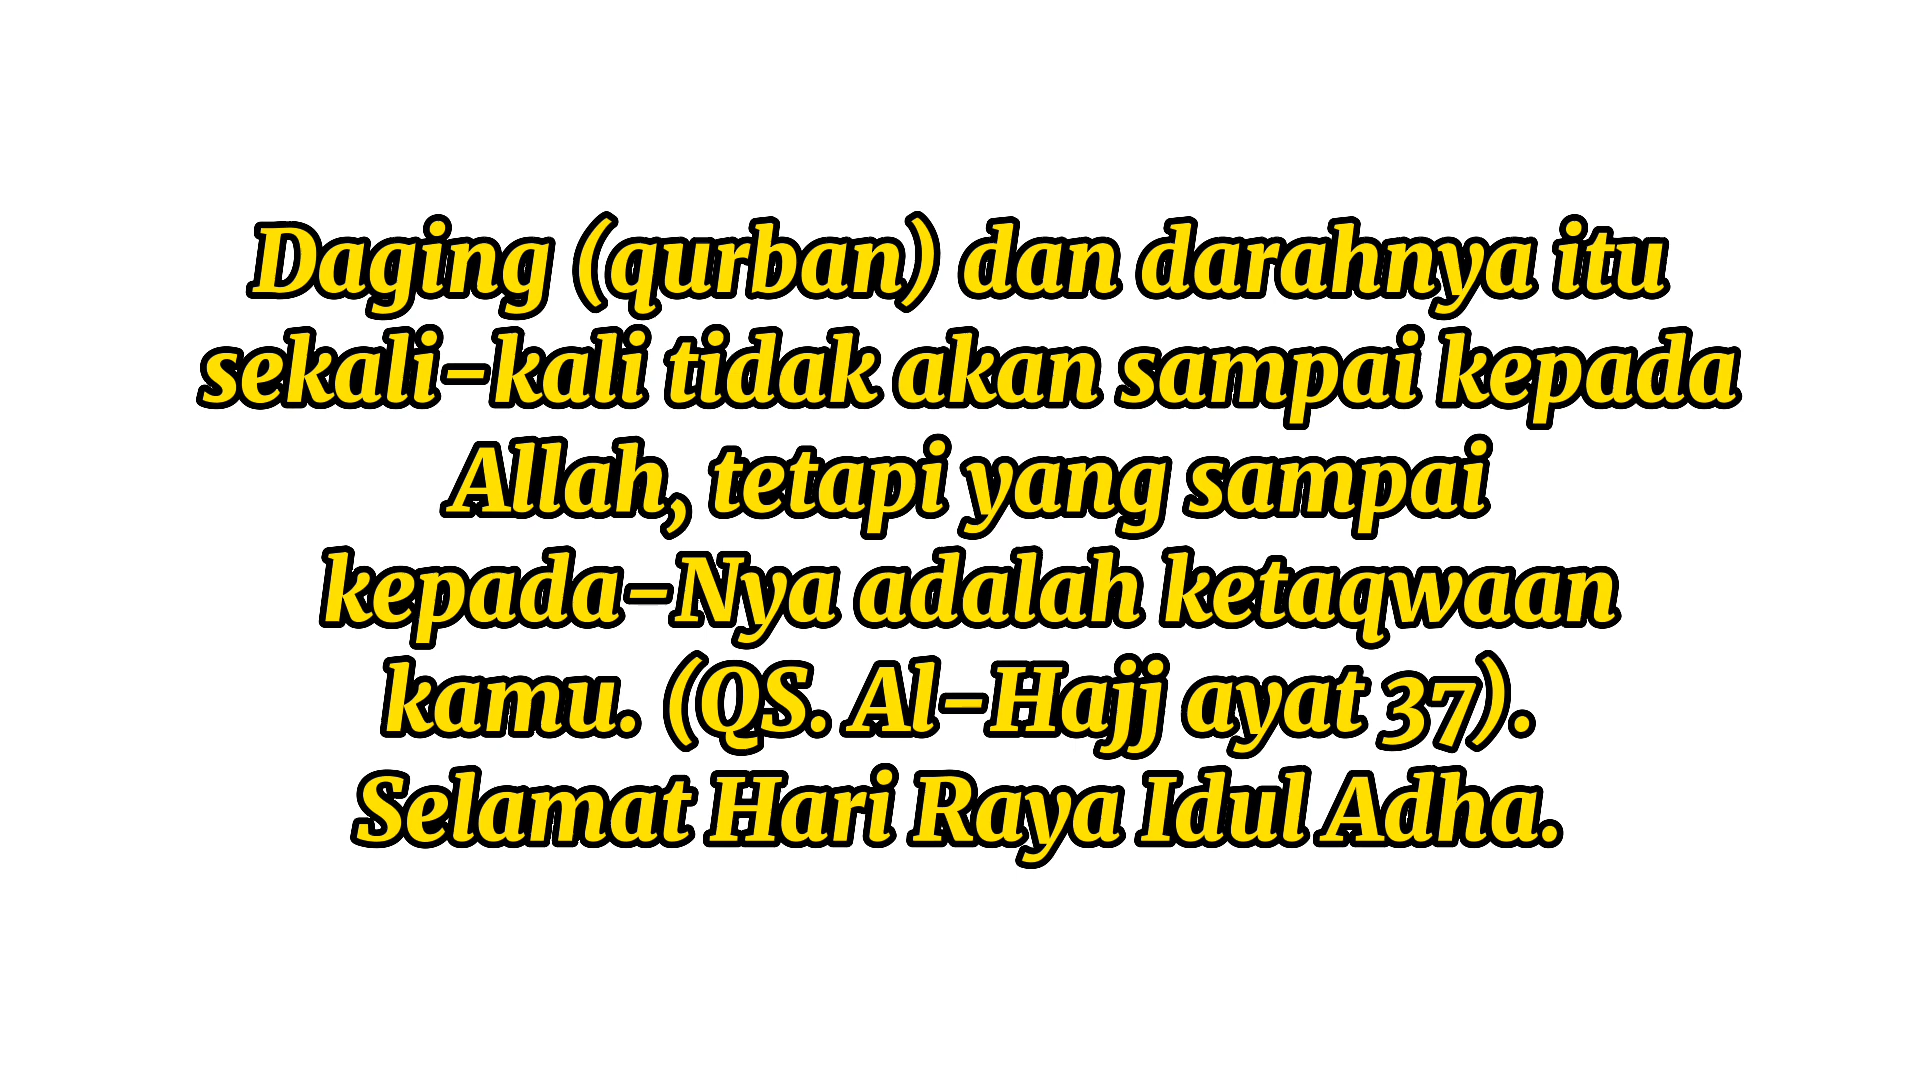 Daging (qurban) dan darahnya itu
sekali-kali tidak akan sampai kepada
Allah, tetapi yang sampai
kepada-Nya adalah ketaqwaan
kamu. (QS. Al-Hajj ayat 37).
Selamat Hari Raya Idul Adha.